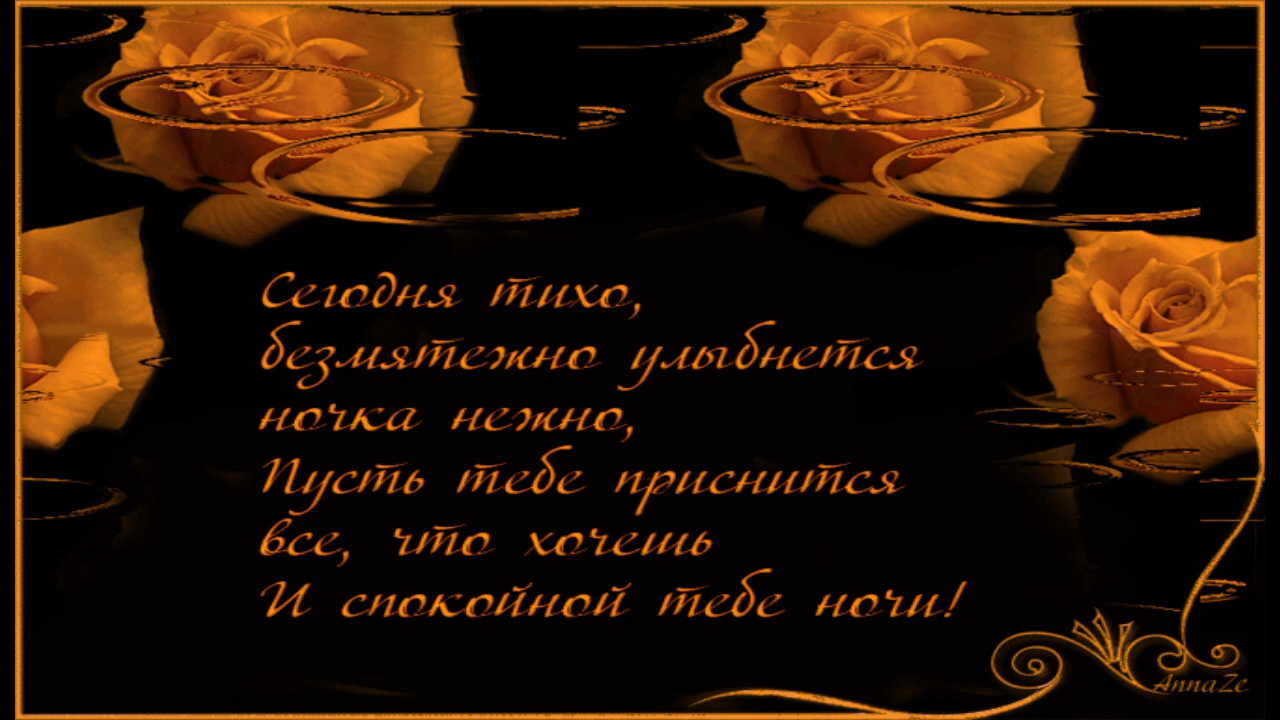 Сегодня тихо,
безмятежно улыбнется
ночка нежно,
Пусть тебе приснится
все, что хочешь
И спокойной тебе ночи!
AnnaZe